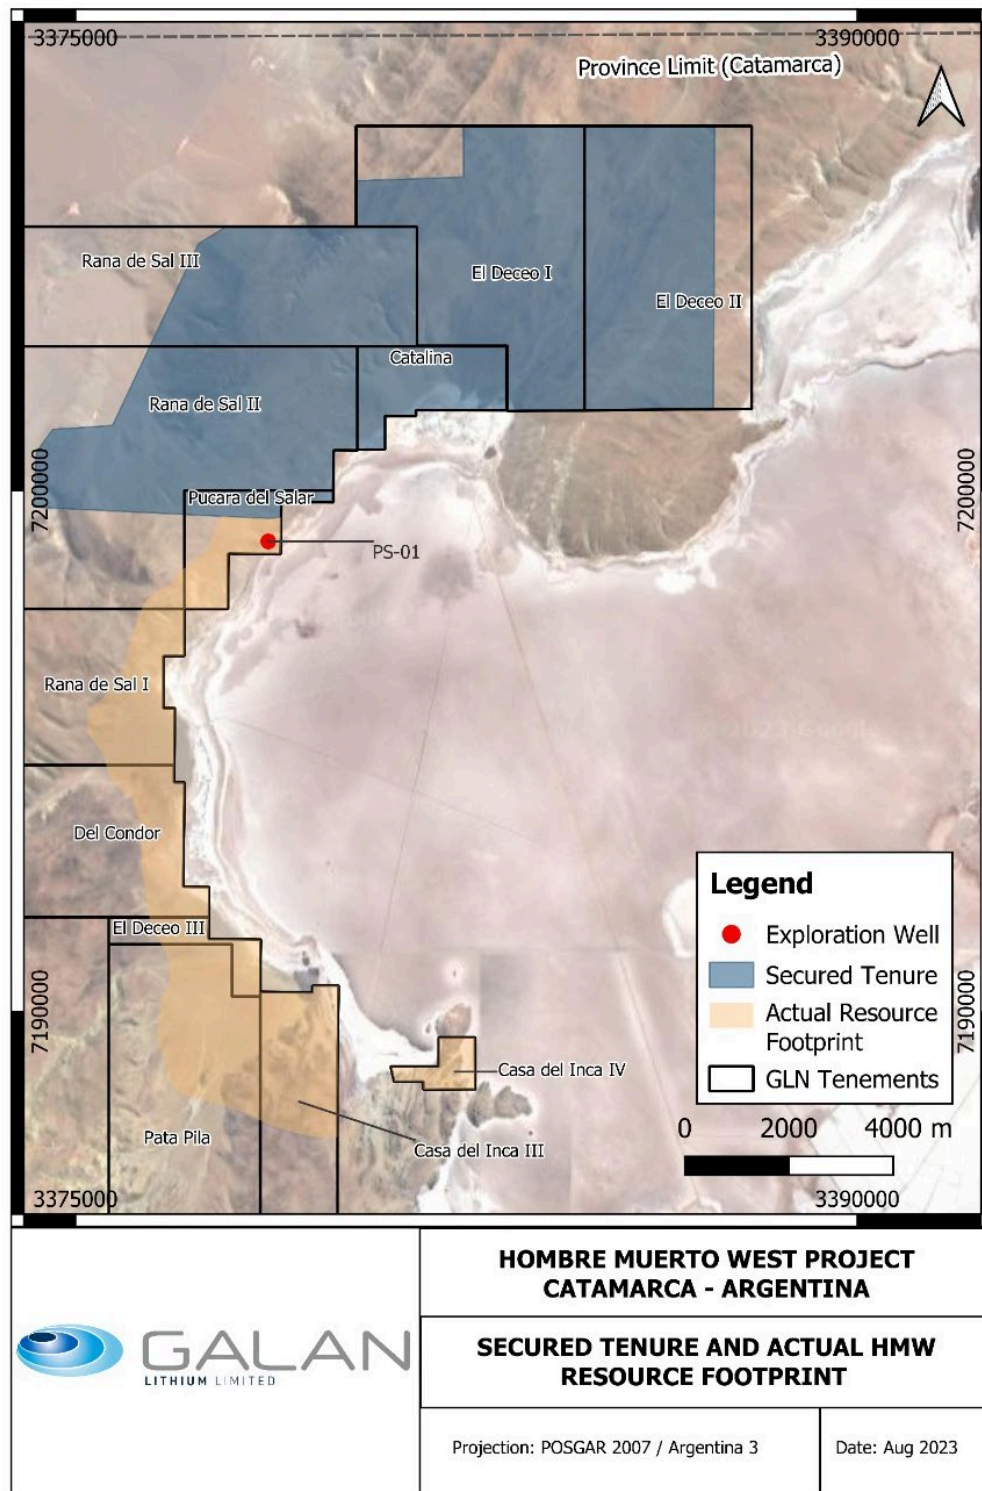 3375000
3390000
Province Limit (Catamarca)
Rana de Sal III
El Deceo I
El Deceo II
Catalina
Rana de Sal II
7200000
7200000
Pucara del Salar
PS-01
Rana de Sal I
Del Condor
El Deceo III
7190000
7190000
Casa del Inca IV
Pata Pila
Casa del Inca III
3375000
3390000
Legend
Exploration Well
Secured Tenure
Actual Resource
Footprint
GLN Tenements
0 2000 4000 m
GALAN
LITHIUM LIMITED
HOMBRE MUERTO WEST PROJECT
CATAMARCA - ARGENTINA
SECURED TENURE AND ACTUAL HMW
RESOURCE FOOTPRINT
Projection: POSGAR 2007 / Argentina 3
Date: Aug 2023